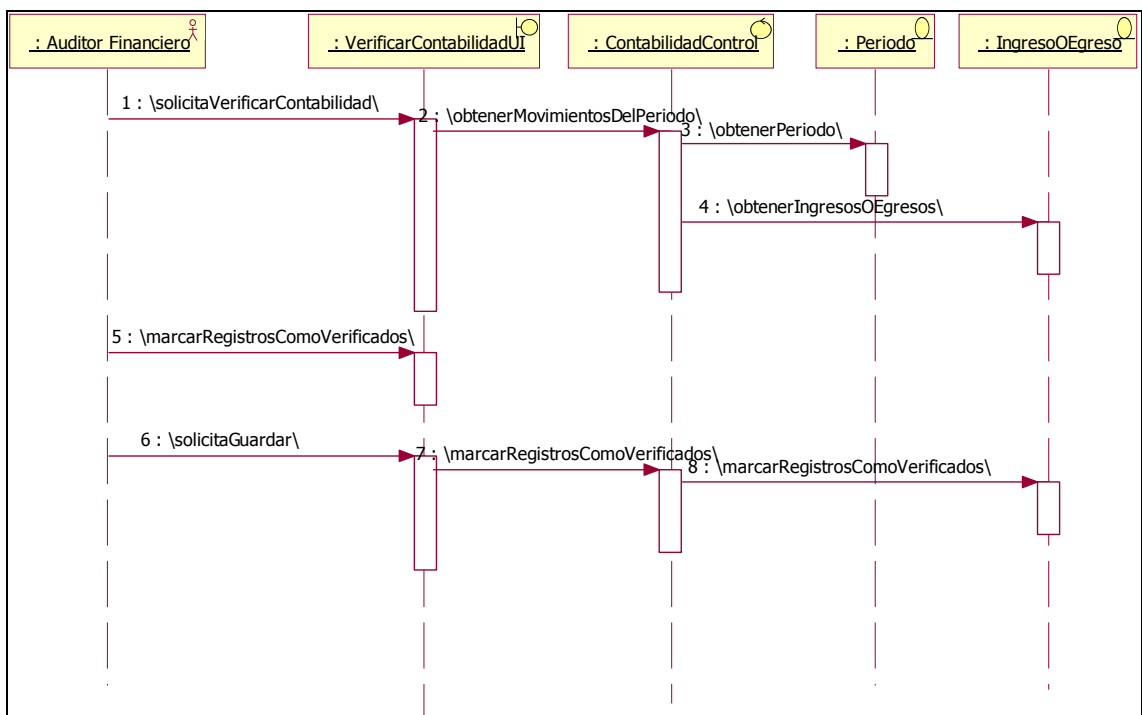 : Auditor Financiero
: VerificarContabilidadUI
: ContabilidadControl
: Periodo
: IngresoOEgreso
1 : \solicitaVerificarContabilidad\
2 : \obtenerMovimientosDelPeriodo\
3 : \obtenerPeriodo\
4 : \obtenerIngresosOEgresos\
5 : \marcarRegistrosComoVerificados\
6 : \solicitaGuardar\
7 : \marcarRegistrosComoVerificados\
8 : \marcarRegistrosComoVerificados\